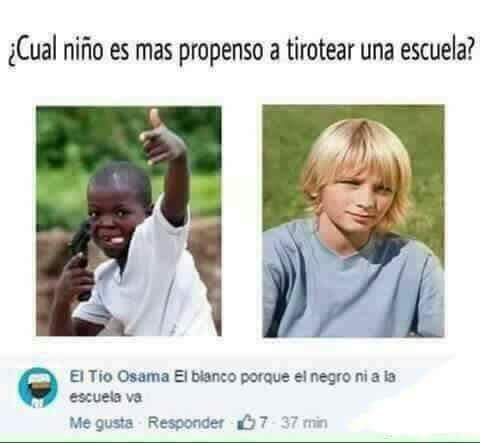 ¿Cual niño es mas propenso a tirotear una escuela?
El Tio Osama El blanco porque el negro ni a la
escuela va
Me gusta · Responder · 7 · 37 min